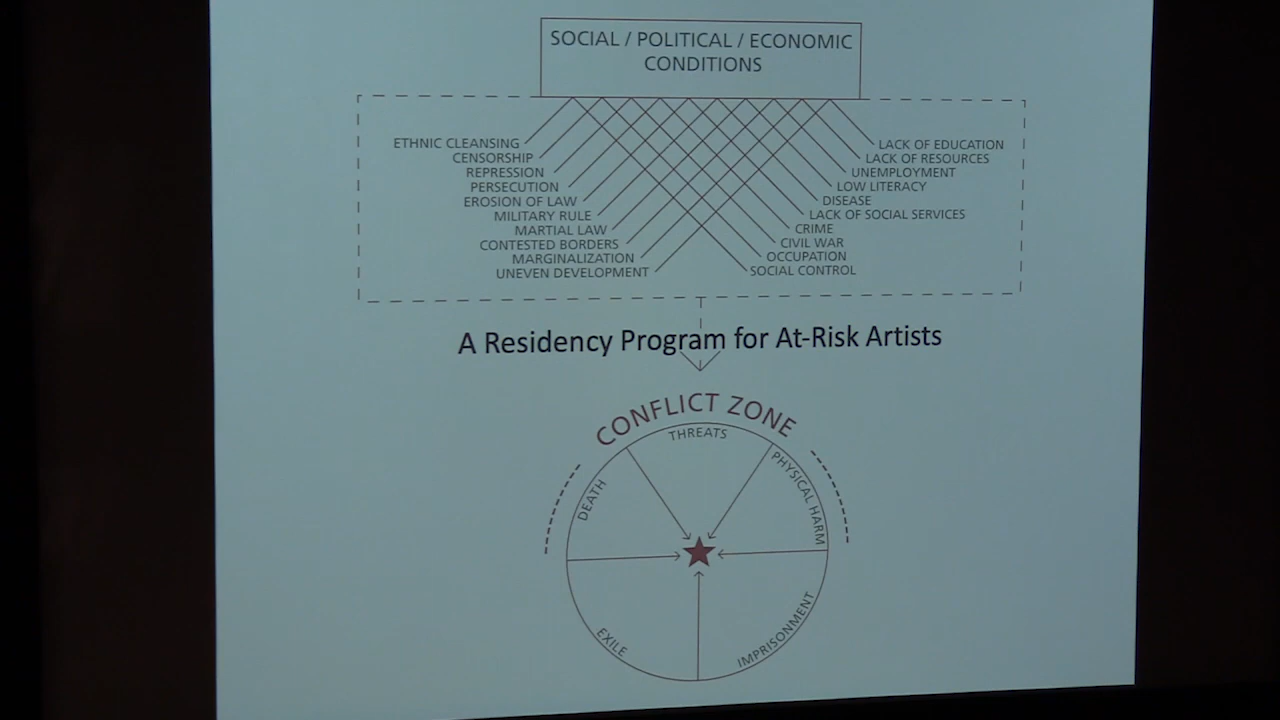 SOCIAL / POLITICAL / ECONOMIC
CONDITIONS
ETHNIC CLEANSING
CENSORSHIP
REPRESSION
PERSECUTION
EROSION OF LAW
MILITARY RULE
MARTIAL LAW
CONTESTED BORDERS
MARGINALIZATION
UNEVEN DEVELOPMENT
LACK OF EDUCATION
LACK OF RESOURCES
UNEMPLOYMENT
LOW LITERACY
DISEASE
LACK OF SOCIAL SERVICES
CRIME
CIVIL WAR
OCCUPATION
SOCIAL CONTROL
A Residency Program for At-Risk Artists
CONFLICT ZONE
THREATS
PHYSICAL HARM
DEATH
EXILE
IMPRISONMENT